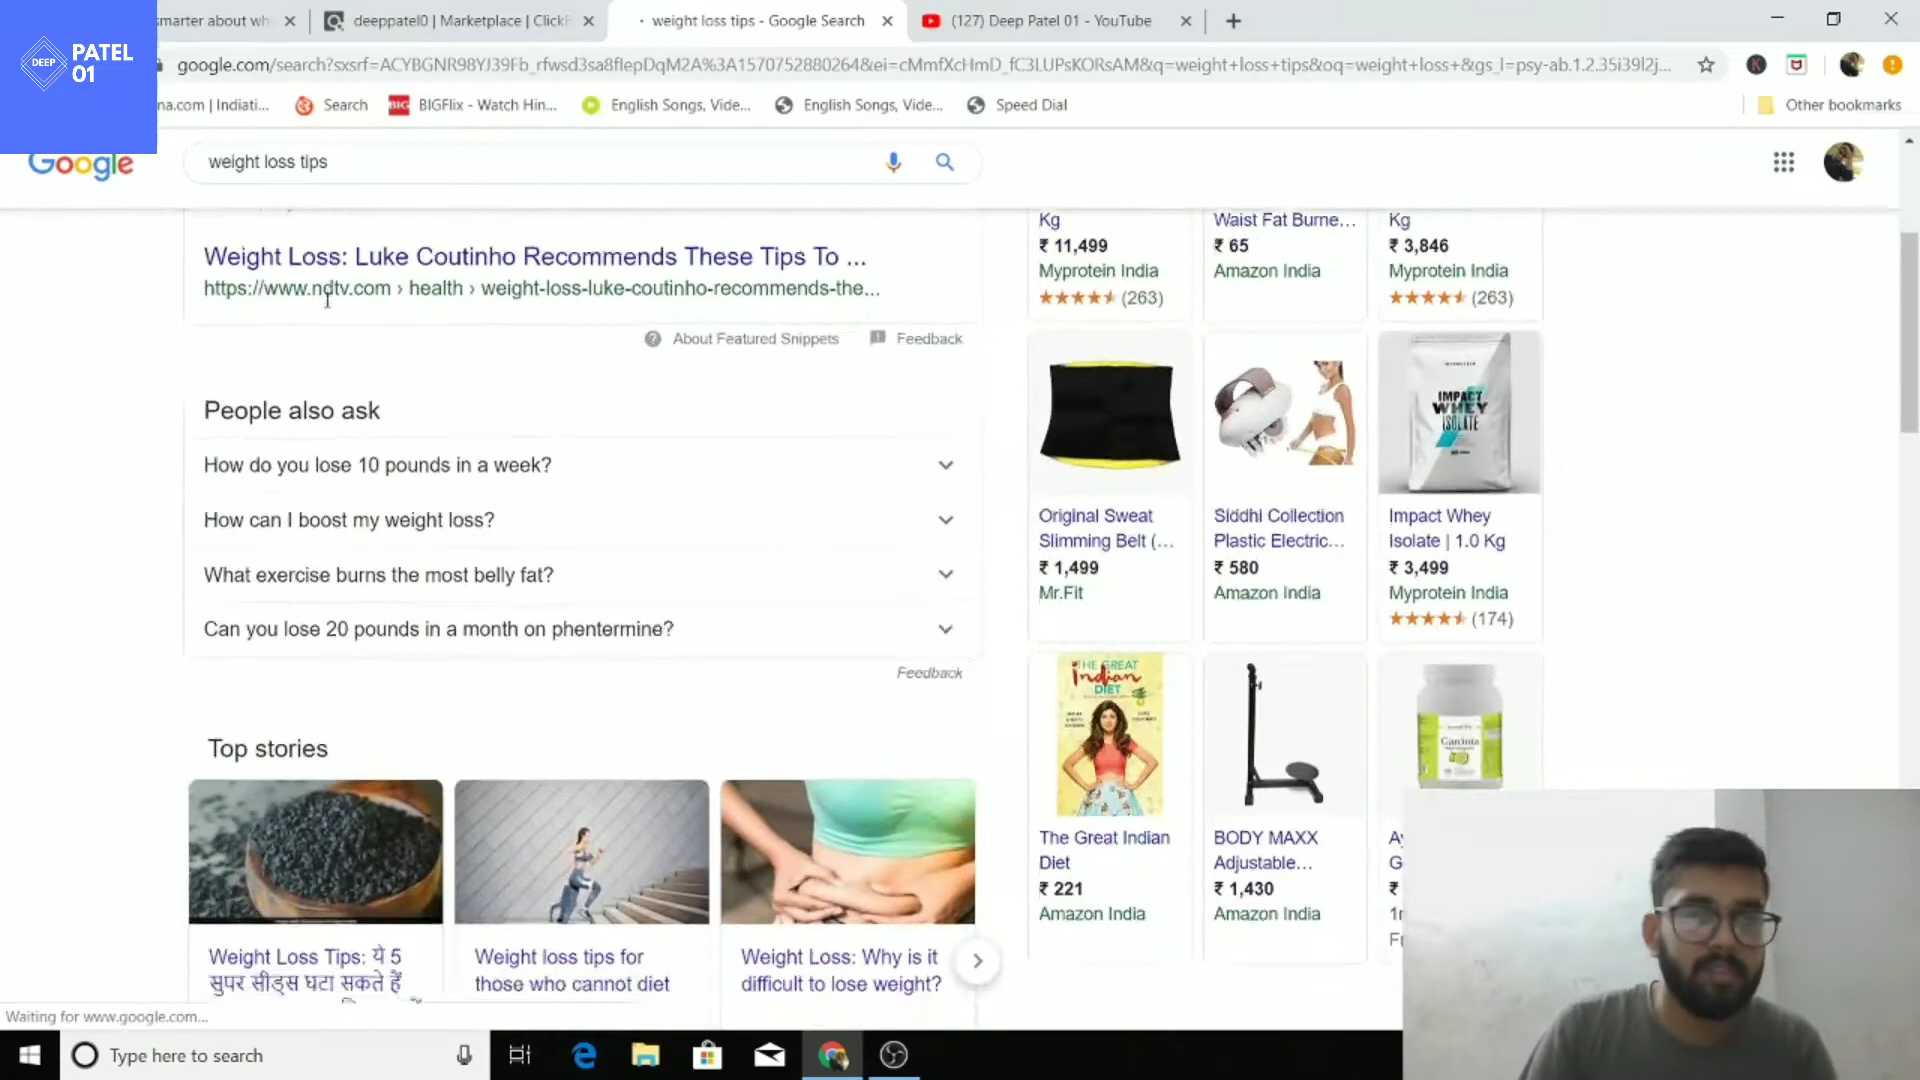 smarter about wh
deeppatel0 | Marketplace | Click
weight loss tips - Google Search
(127) Deep Patel 01 - YouTube
DEEP
PATEL
01
google.com/search?sxsrf=ACYBGNR98YJ39Fb_rfwsd3sa8flepDqM2A%3A1570752880264&ei=cMmfXcHmD_fC3LUPsKORsAM&q=weight+loss+tips&oq=weight+loss+&gs_l=psy-ab.1.2.35i39l2j...
na.com | Indiati...
Search
BIG
BIGFlix - Watch Hin...
English Songs, Vide...
English Songs, Vide...
Speed Dial
Other bookmarks
Google
weight loss tips
Weight Loss: Luke Coutinho Recommends These Tips To ...
https://www.ndtv.com › health › weight-loss-luke-coutinho-recommends-the...
About Featured Snippets
Feedback
People also ask
How do you lose 10 pounds in a week?
How can I boost my weight loss?
What exercise burns the most belly fat?
Can you lose 20 pounds in a month on phentermine?
Feedback
Top stories
Weight Loss Tips: ये 5
सुपर सीड्स घटा सकते हैं
Weight loss tips for
those who cannot diet
Weight Loss: Why is it
difficult to lose weight?
Kg
₹ 11,499
Myprotein India
(263)
Waist Fat Burne...
₹ 65
Amazon India
Kg
₹ 3,846
Myprotein India
(263)
Original Sweat
Slimming Belt (...
₹ 1,499
Mr.Fit
Siddhi Collection
Plastic Electric...
₹ 580
Amazon India
IMPACT
WHEY
ISOLATE
Impact Whey
Isolate | 1.0 Kg
₹ 3,499
Myprotein India
(174)
THE GREAT
Indian
DIET
The Great Indian
Diet
₹ 221
Amazon India
BODY MAXX
Adjustable...
₹ 1,430
Amazon India
Garcinia
Ay
G
₹
Waiting for www.google.com...
Type here to search